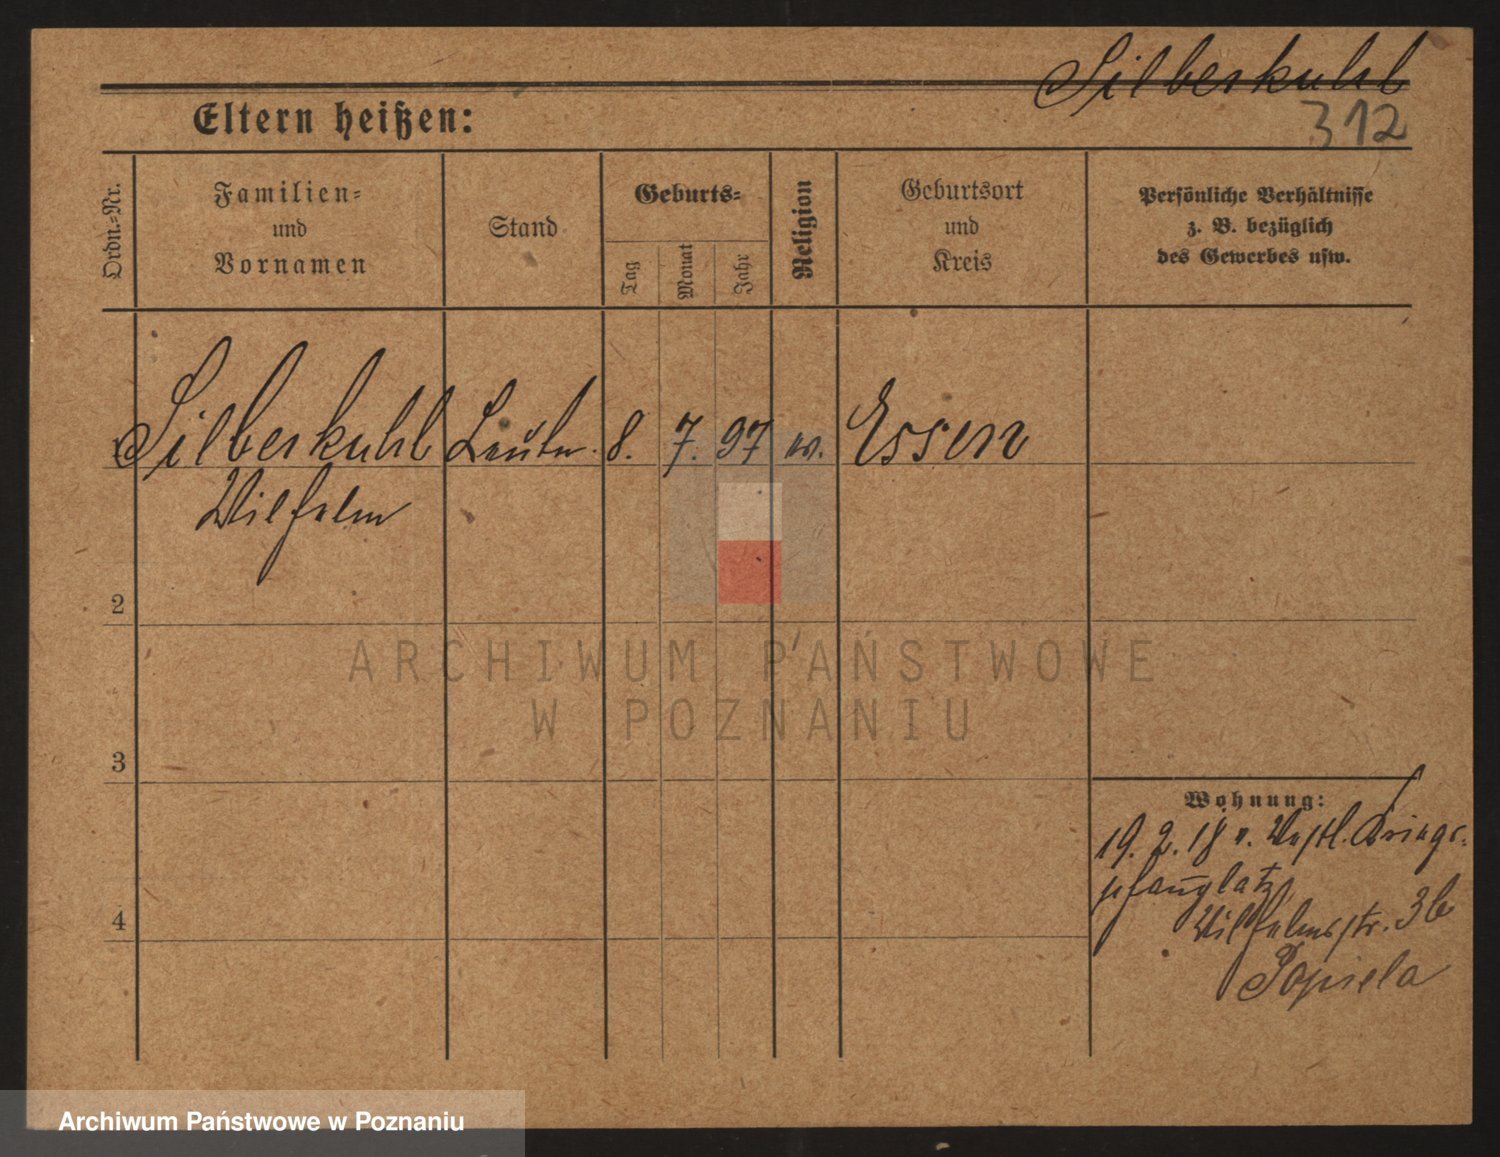 Silberkuhl
312
Eltern heißen:
Ordn.=Nr.
Familien=
und
Vornamen
Stand
Geburts=
Tag
Monat
Jahr
Religion
Geburtsort
und
Kreis
Persönliche Verhältnisse
z. B. bezüglich
des Gewerbes usw.
Silberkuhl
Wilhelm
Leutn.
8.
7.
97
Essen
2
3
4
Wohnung:
19. 2. 18 v.
Wilhelmstr. 3b
Popiela
ARCHIWUM PAŃSTWOWE
W POZNANIU
Archiwum Państwowe w Poznaniu